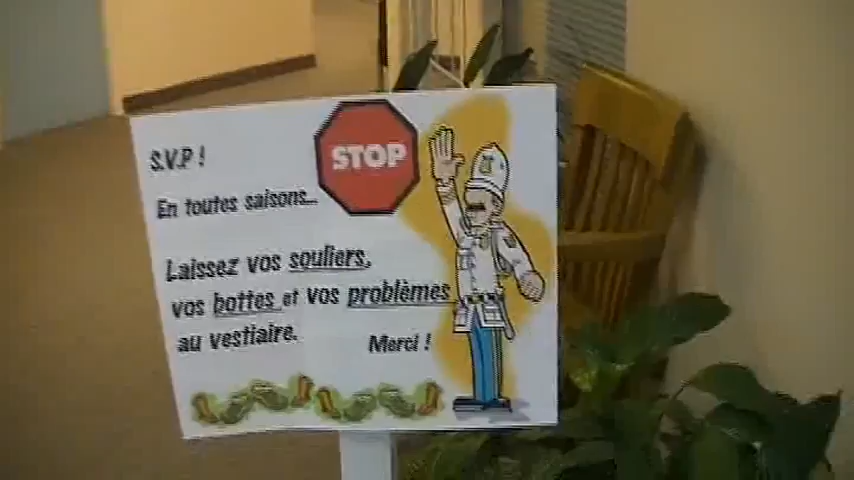 S.V.P !
STOP
En toutes saisons...
Laissez vos souliers,
vos bottes et vos problèmes
au vestiaire.
Merci !